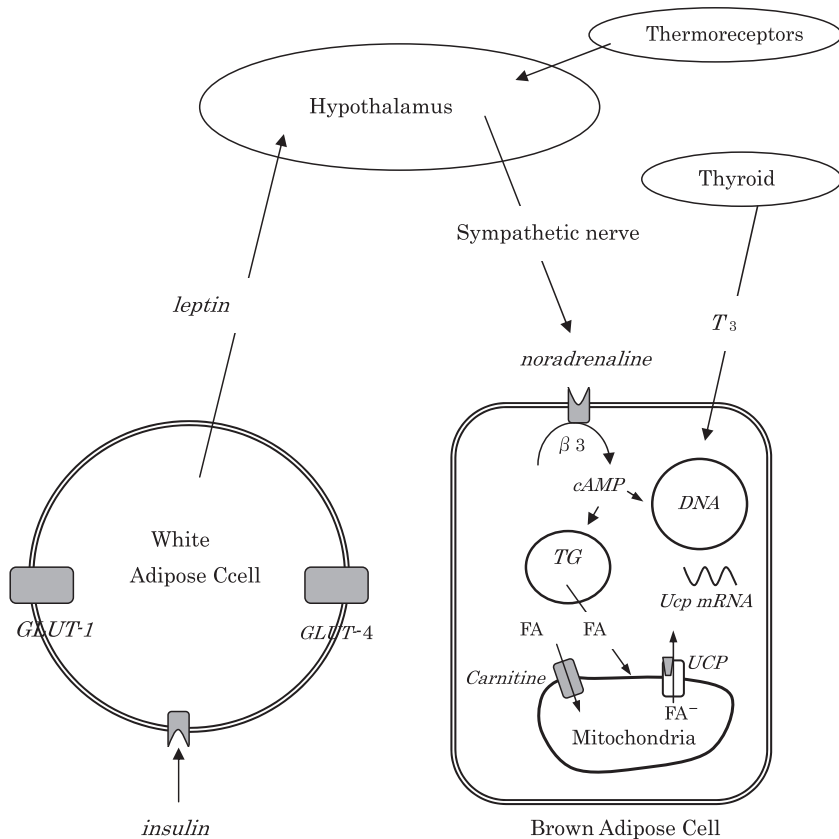 Thermoreceptors
Hypothalamus
Thyroid
Sympathetic nerve
leptin
T 3
noradrenaline
β 3
cAMP
DNA
White
Adipose Ccell
TG
Ucp mRNA
GLUT-1
GLUT-4
FA
FA
Carnitine
UCP
FA⁻
Mitochondria
insulin
Brown Adipose Cell